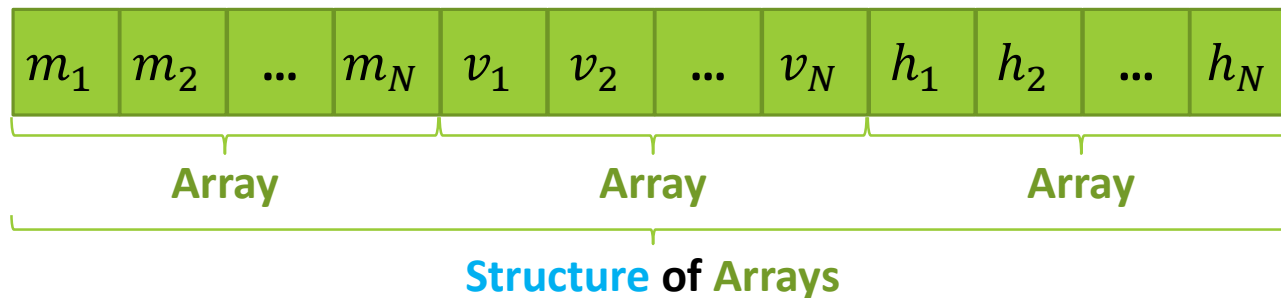 m₁ m₂ ... m_N v₁ v₂ ... v_N h₁ h₂ ... h_N
Array Array Array
Structure of Arrays